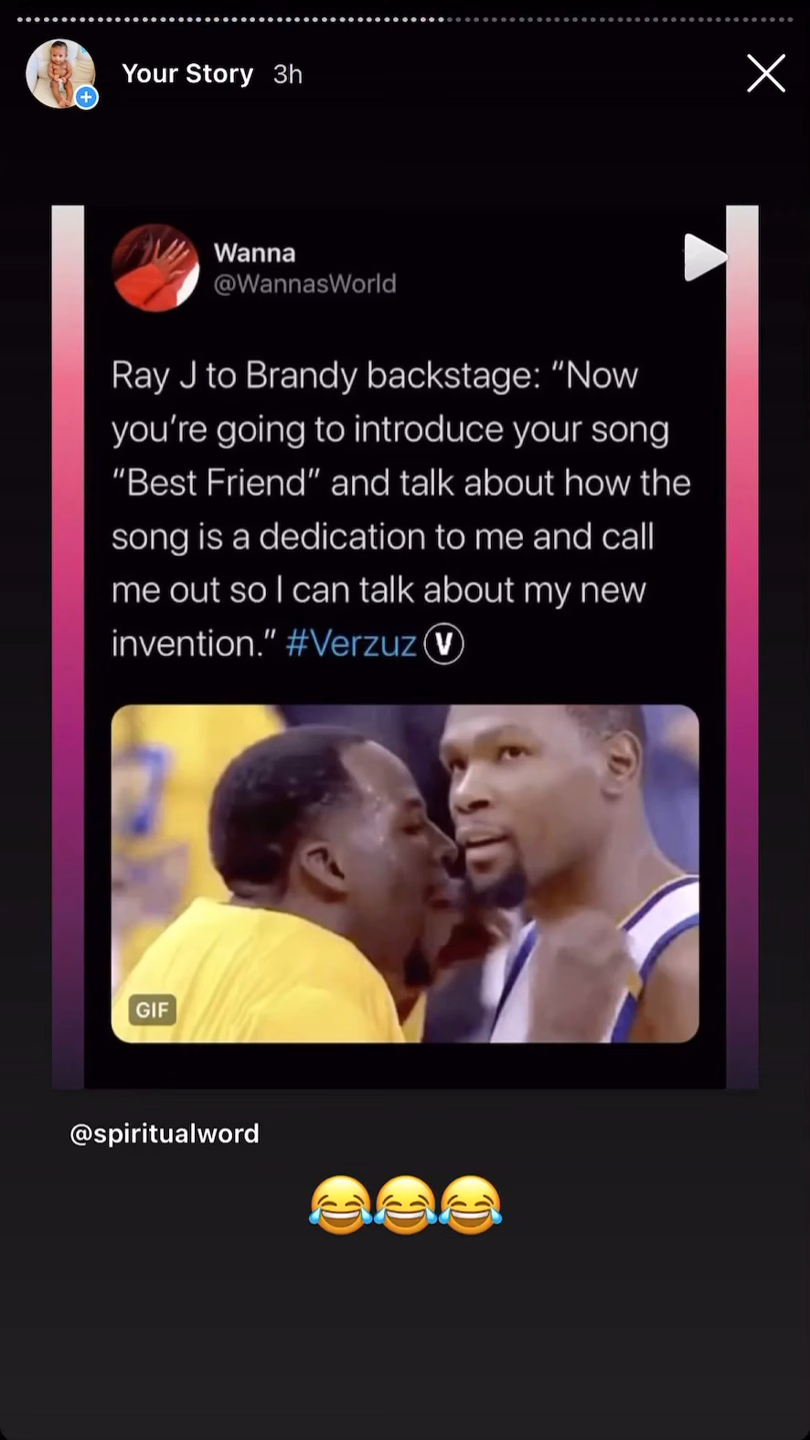 Your Story 3h
Wanna
@WannasWorld
Ray J to Brandy backstage: “Now
you’re going to introduce your song
“Best Friend” and talk about how the
song is a dedication to me and call
me out so I can talk about my new
invention.” #Verzuz V
GIF
@spiritualword
😂😂😂